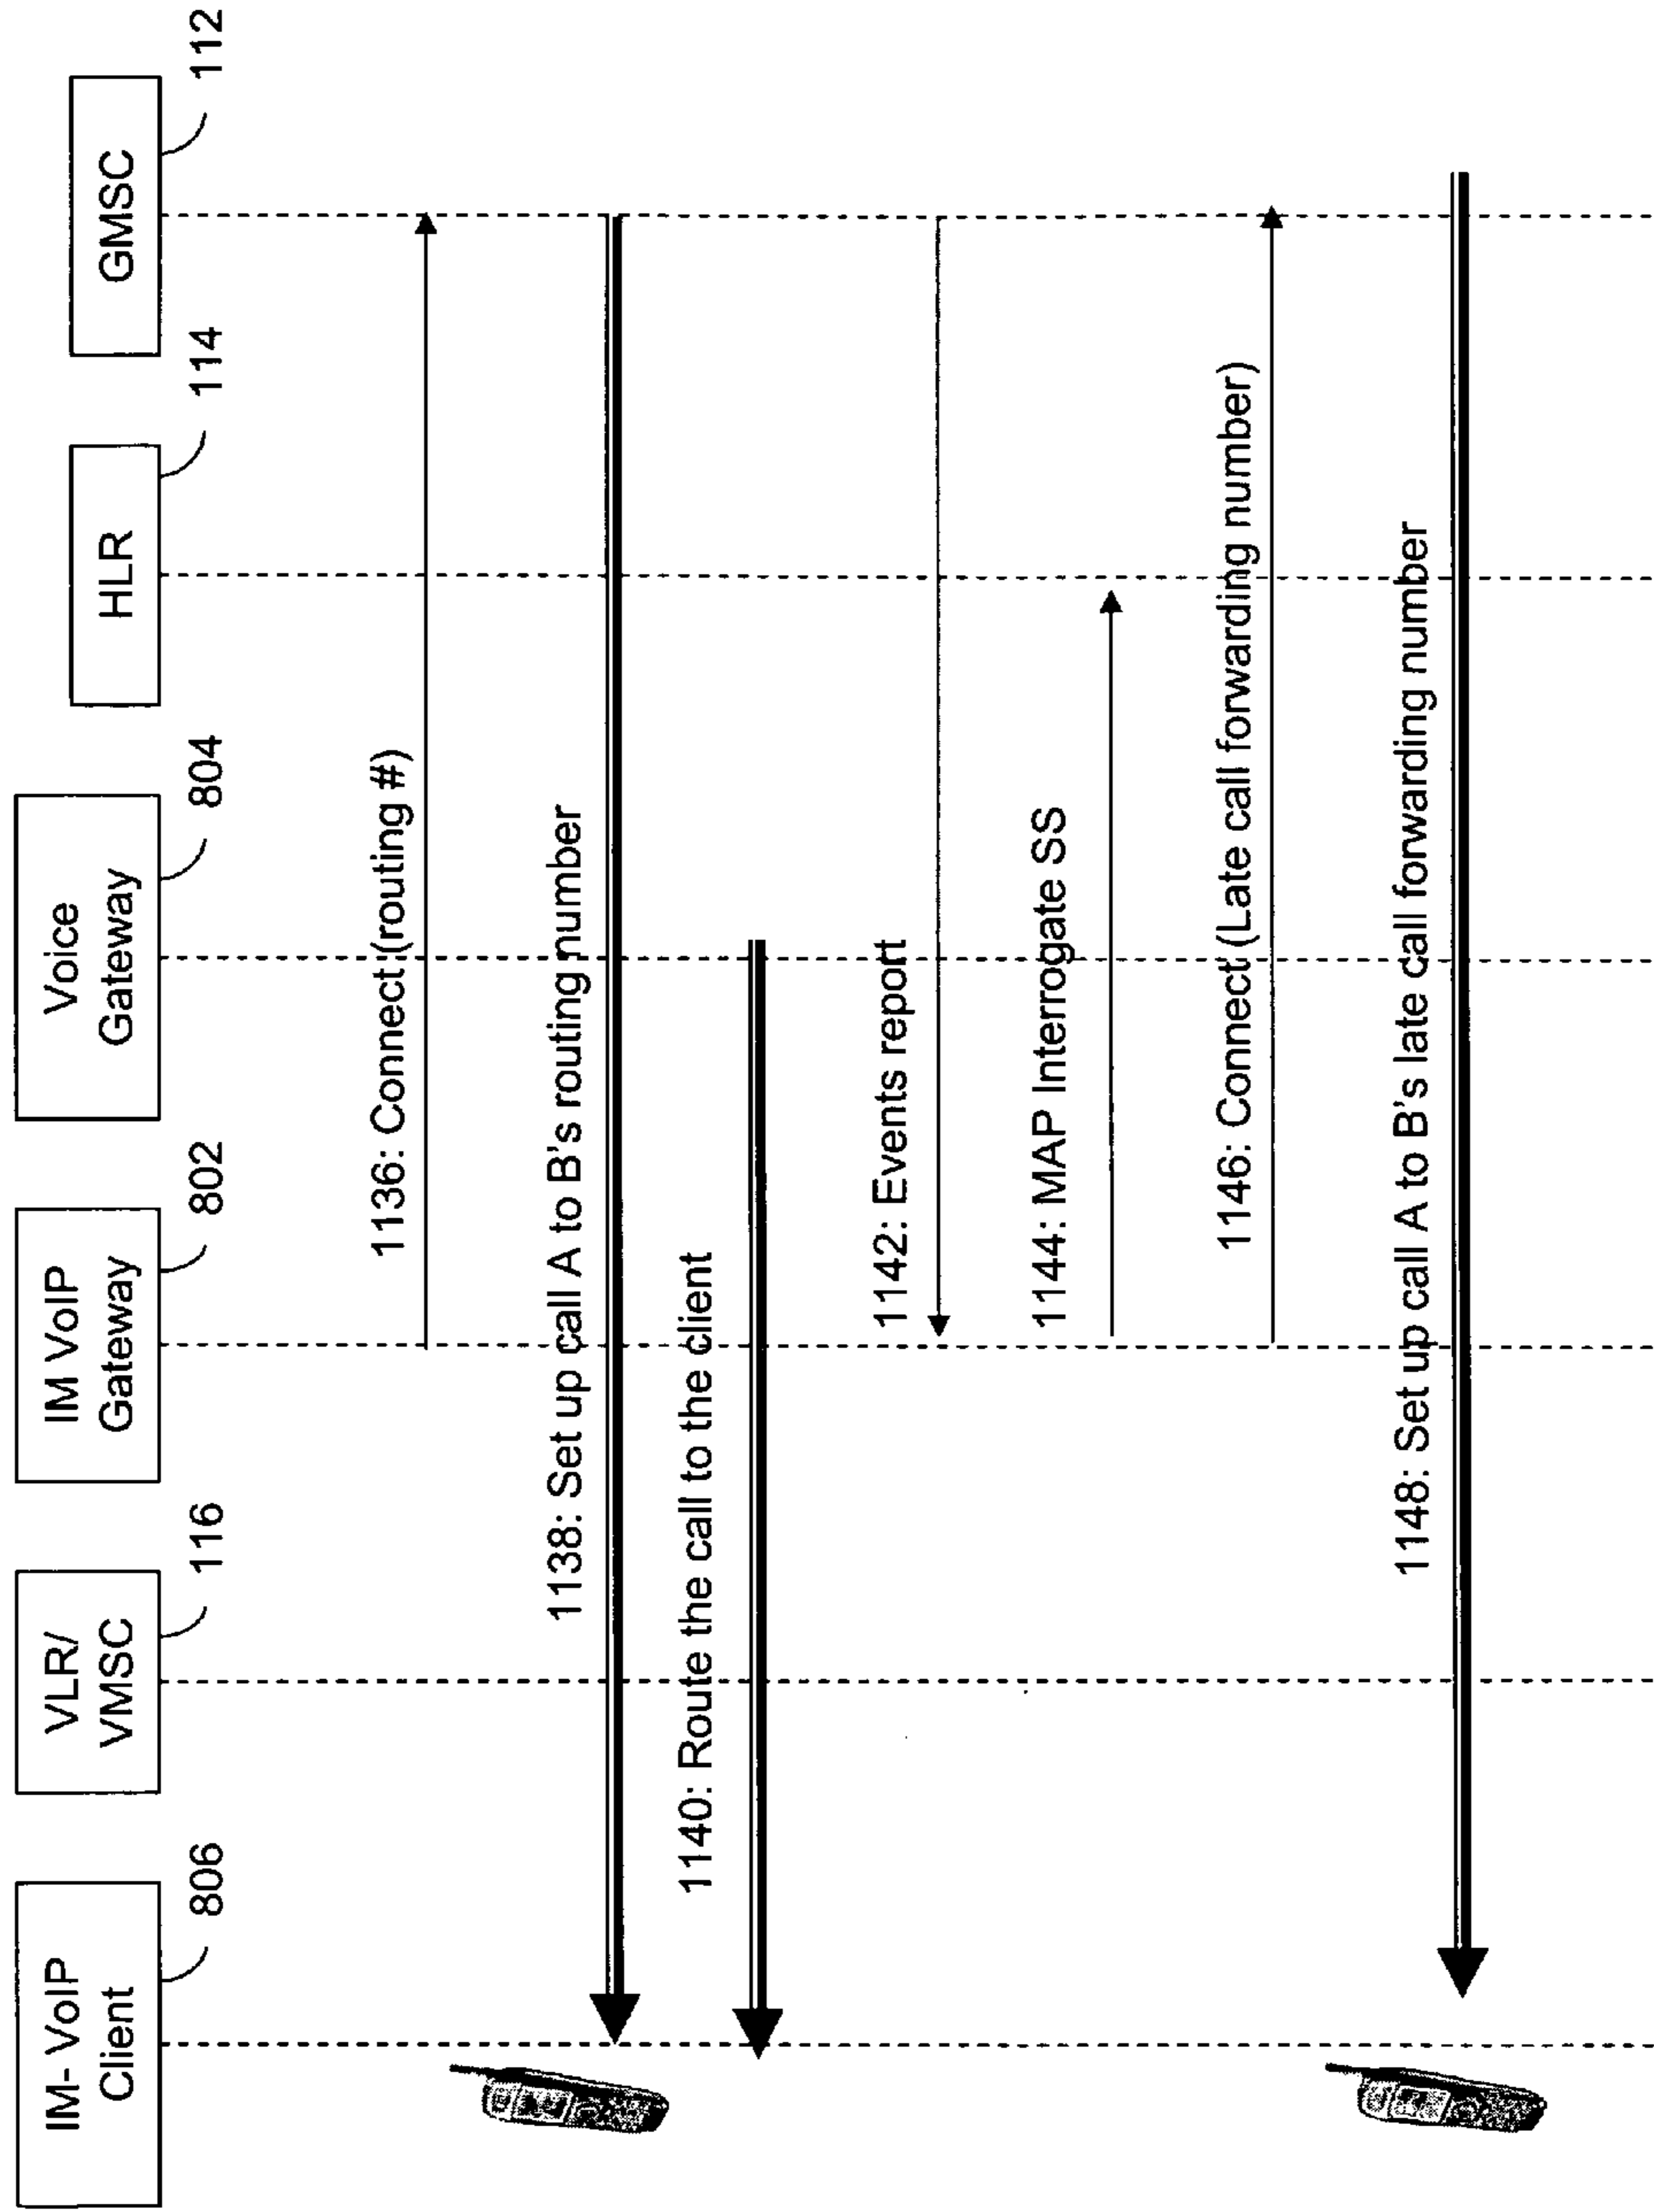 IM- VoIP
Client
806
VLR/
VMSC
116
IM VoIP
Gateway
802
Voice
Gateway
804
HLR
114
GMSC
112
1136: Connect (routing #)
1138: Set up call A to B's routing number
1140: Route the call to the client
1142: Events report
1144: MAP Interrogate SS
1146: Connect (Late call forwarding number)
1148: Set up call A to B's late call forwarding number